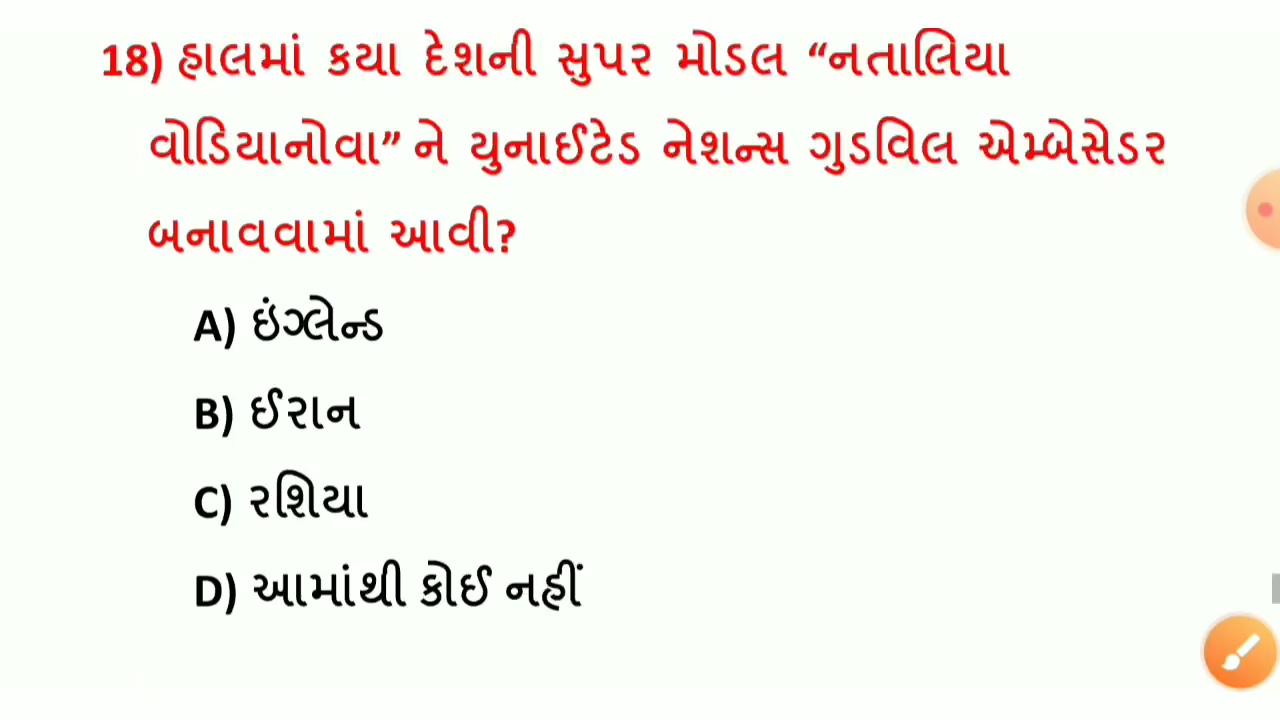 18) હાલમાં કયા દેશની સુપર મોડલ “નતાલિયા
વોડિયાનોવા” ને યુનાઈટેડ નેશન્સ ગુડવિલ એમ્બેસેડર
બનાવવામાં આવી?
A) ઇંગ્લેન્ડ
B) ઈરાન
C) રશિયા
D) આમાંથી કોઈ નહીં